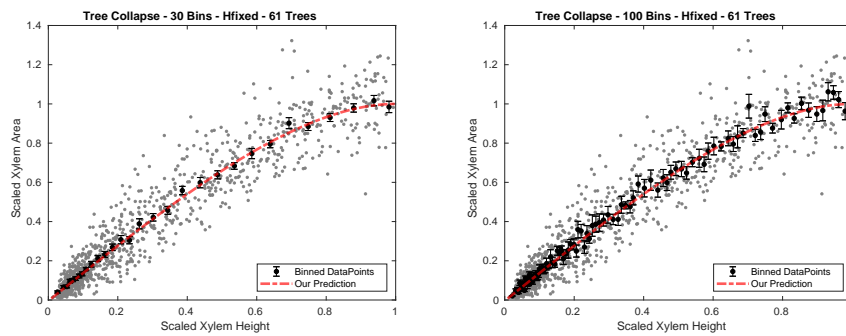 Tree Collapse - 30 Bins - Hfixed - 61 Trees
1.4
1.2
1
0.8
0.6
0.4
0.2
0
Scaled Xylem Area
0
0.2
0.4
0.6
0.8
1
Scaled Xylem Height
Binned DataPoints
Our Prediction
Tree Collapse - 100 Bins - Hfixed - 61 Trees
1.4
1.2
1
0.8
0.6
0.4
0.2
0
Scaled Xylem Area
0
0.2
0.4
0.6
0.8
Scaled Xylem Height
Binned DataPoints
Our Prediction